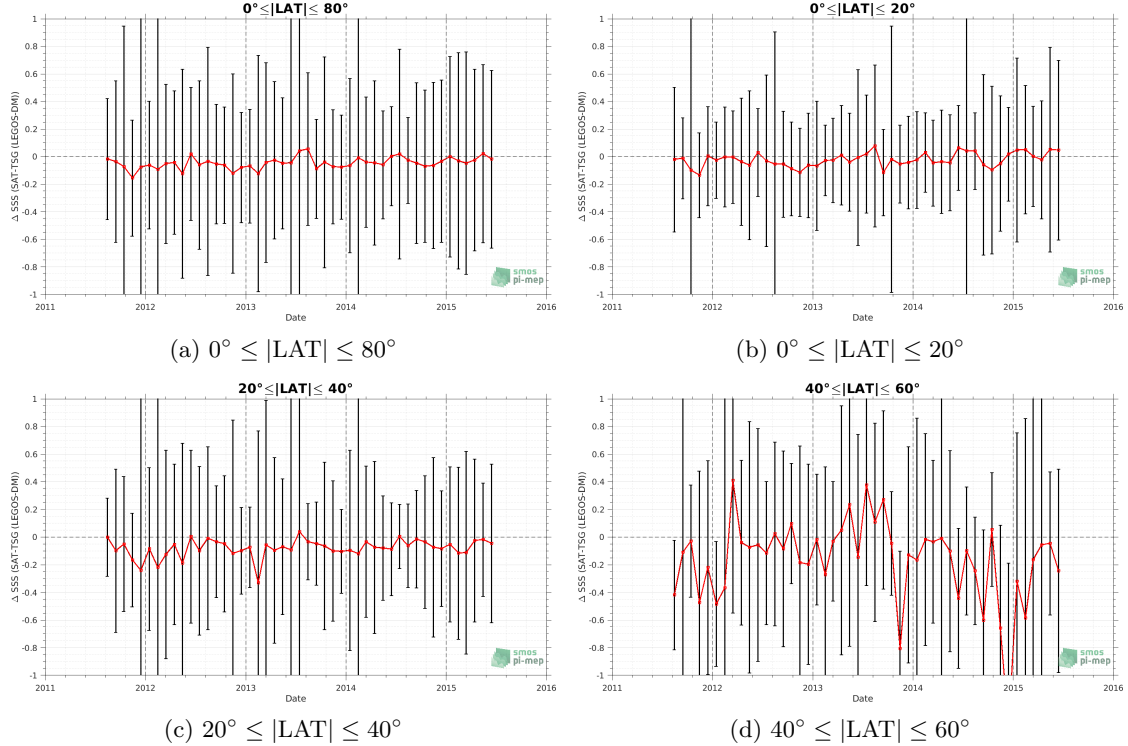 0°≤|LAT|≤ 80°
Δ SSS (SAT-TSG (LEGOS-DM))
1
0.8
0.6
0.4
0.2
0
-0.2
-0.4
-0.6
-0.8
-1
2011 2012 2013 2014 2015 2016
Date
smos
pi-mep
(a) 0° ≤ |LAT| ≤ 80°
0°≤|LAT|≤ 20°
Δ SSS (SAT-TSG (LEGOS-DM))
1
0.8
0.6
0.4
0.2
0
-0.2
-0.4
-0.6
-0.8
-1
2011 2012 2013 2014 2015 2016
Date
smos
pi-mep
(b) 0° ≤ |LAT| ≤ 20°
20°≤|LAT|≤ 40°
Δ SSS (SAT-TSG (LEGOS-DM))
1
0.8
0.6
0.4
0.2
0
-0.2
-0.4
-0.6
-0.8
-1
2011 2012 2013 2014 2015 2016
Date
smos
pi-mep
(c) 20° ≤ |LAT| ≤ 40°
40°≤|LAT|≤ 60°
Δ SSS (SAT-TSG (LEGOS-DM))
1
0.8
0.6
0.4
0.2
0
-0.2
-0.4
-0.6
-0.8
-1
2011 2012 2013 2014 2015 2016
Date
smos
pi-mep
(d) 40° ≤ |LAT| ≤ 60°